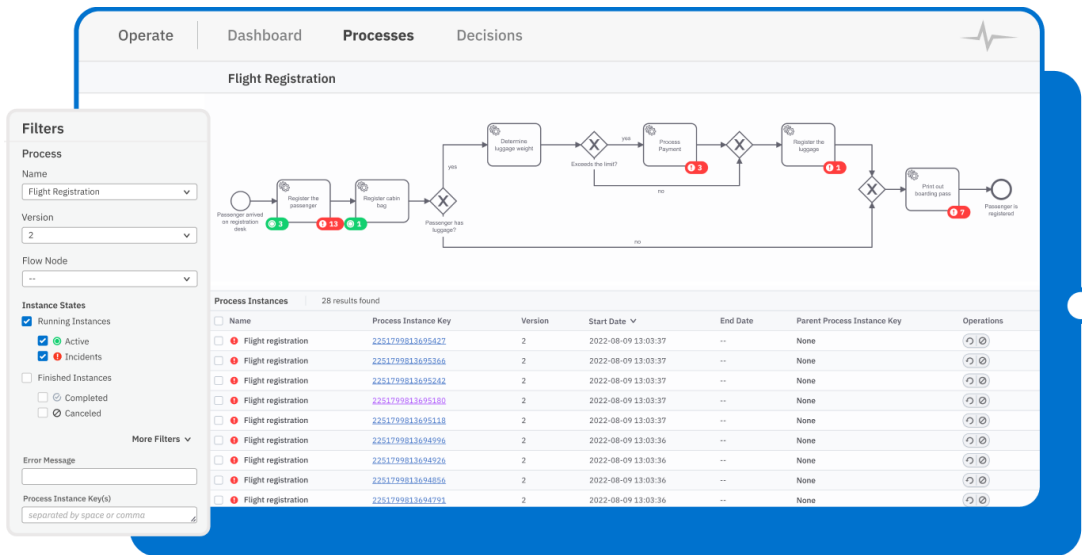 Operate Dashboard Processes Decisions
Flight Registration
Filters
Process
Name
Flight Registration
Version
2
Flow Node
--
Instance States
Running Instances
Active
Incidents
Finished Instances
Completed
Canceled
More Filters
Error Message
Process Instance Key(s)
separated by space or comma
Passenger arrived
on registration
desk
Register the
passenger
3
13
Register cabin
bag
1
Passenger has
luggage?
yes
no
Determine
luggage weight
Exceeds the limit?
yes
no
Process
Payment
3
X
X
X
X
Register the
luggage
1
Print out
boarding pass
7
Passenger is
registered
Process Instances 28 results found
Name Process Instance Key Version Start Date End Date Parent Process Instance Key Operations
Flight registration 2251799813695427 2 2022-08-09 13:03:37 -- None
Flight registration 2251799813695366 2 2022-08-09 13:03:37 -- None
Flight registration 2251799813695242 2 2022-08-09 13:03:37 -- None
Flight registration 2251799813695180 2 2022-08-09 13:03:37 -- None
Flight registration 2251799813695118 2 2022-08-09 13:03:37 -- None
Flight registration 2251799813694996 2 2022-08-09 13:03:36 -- None
Flight registration 2251799813694926 2 2022-08-09 13:03:36 -- None
Flight registration 2251799813694856 2 2022-08-09 13:03:36 -- None
Flight registration 2251799813694791 2 2022-08-09 13:03:36 -- None